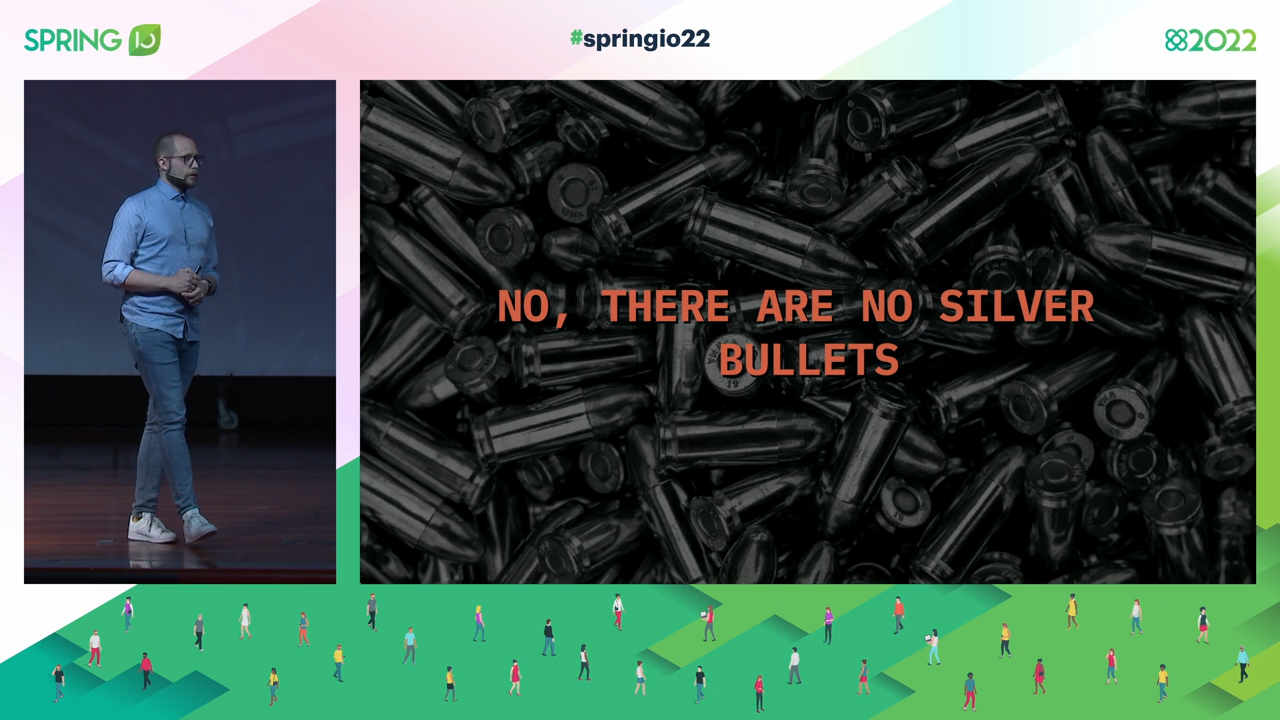 SPRING IO
#springio22
2022
NO, THERE ARE NO SILVER
BULLETS